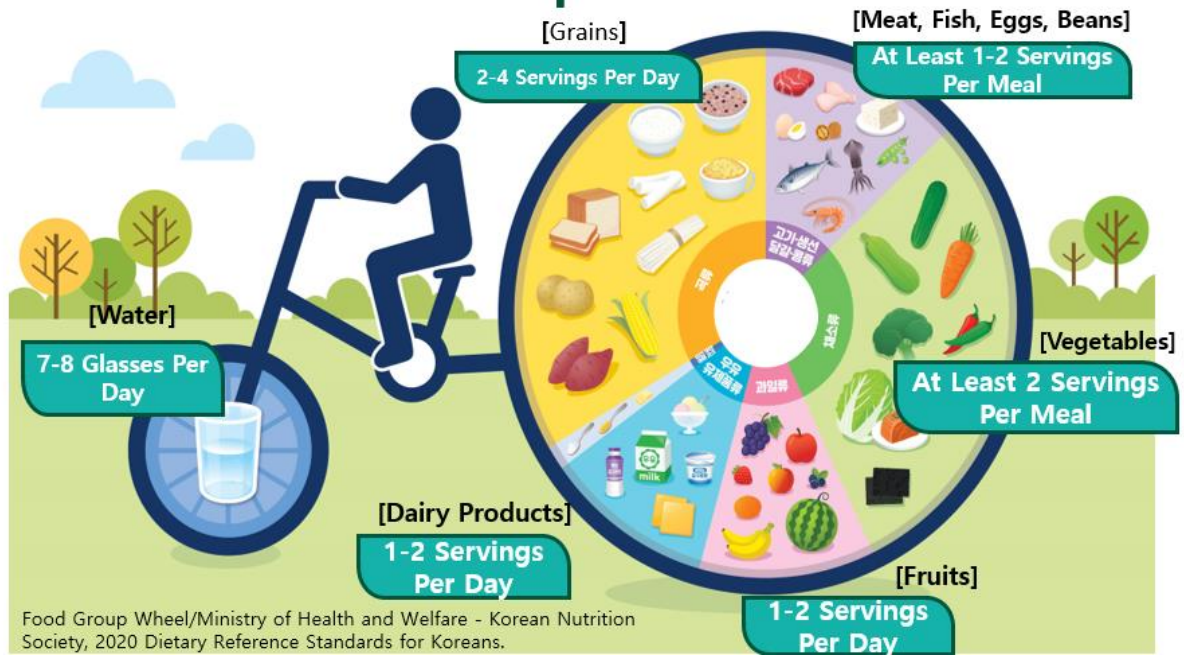 [Grains]
2-4 Servings Per Day
[Meat, Fish, Eggs, Beans]
At Least 1-2 Servings
Per Meal
고기·생선
달걀·콩류
곡류
채소류
[Water]
7-8 Glasses Per
Day
[Vegetables]
At Least 2 Servings
Per Meal
우유
유제품류
과일류
milk
[Dairy Products]
1-2 Servings
Per Day
[Fruits]
1-2 Servings
Per Day
Food Group Wheel/Ministry of Health and Welfare - Korean Nutrition
Society, 2020 Dietary Reference Standards for Koreans.